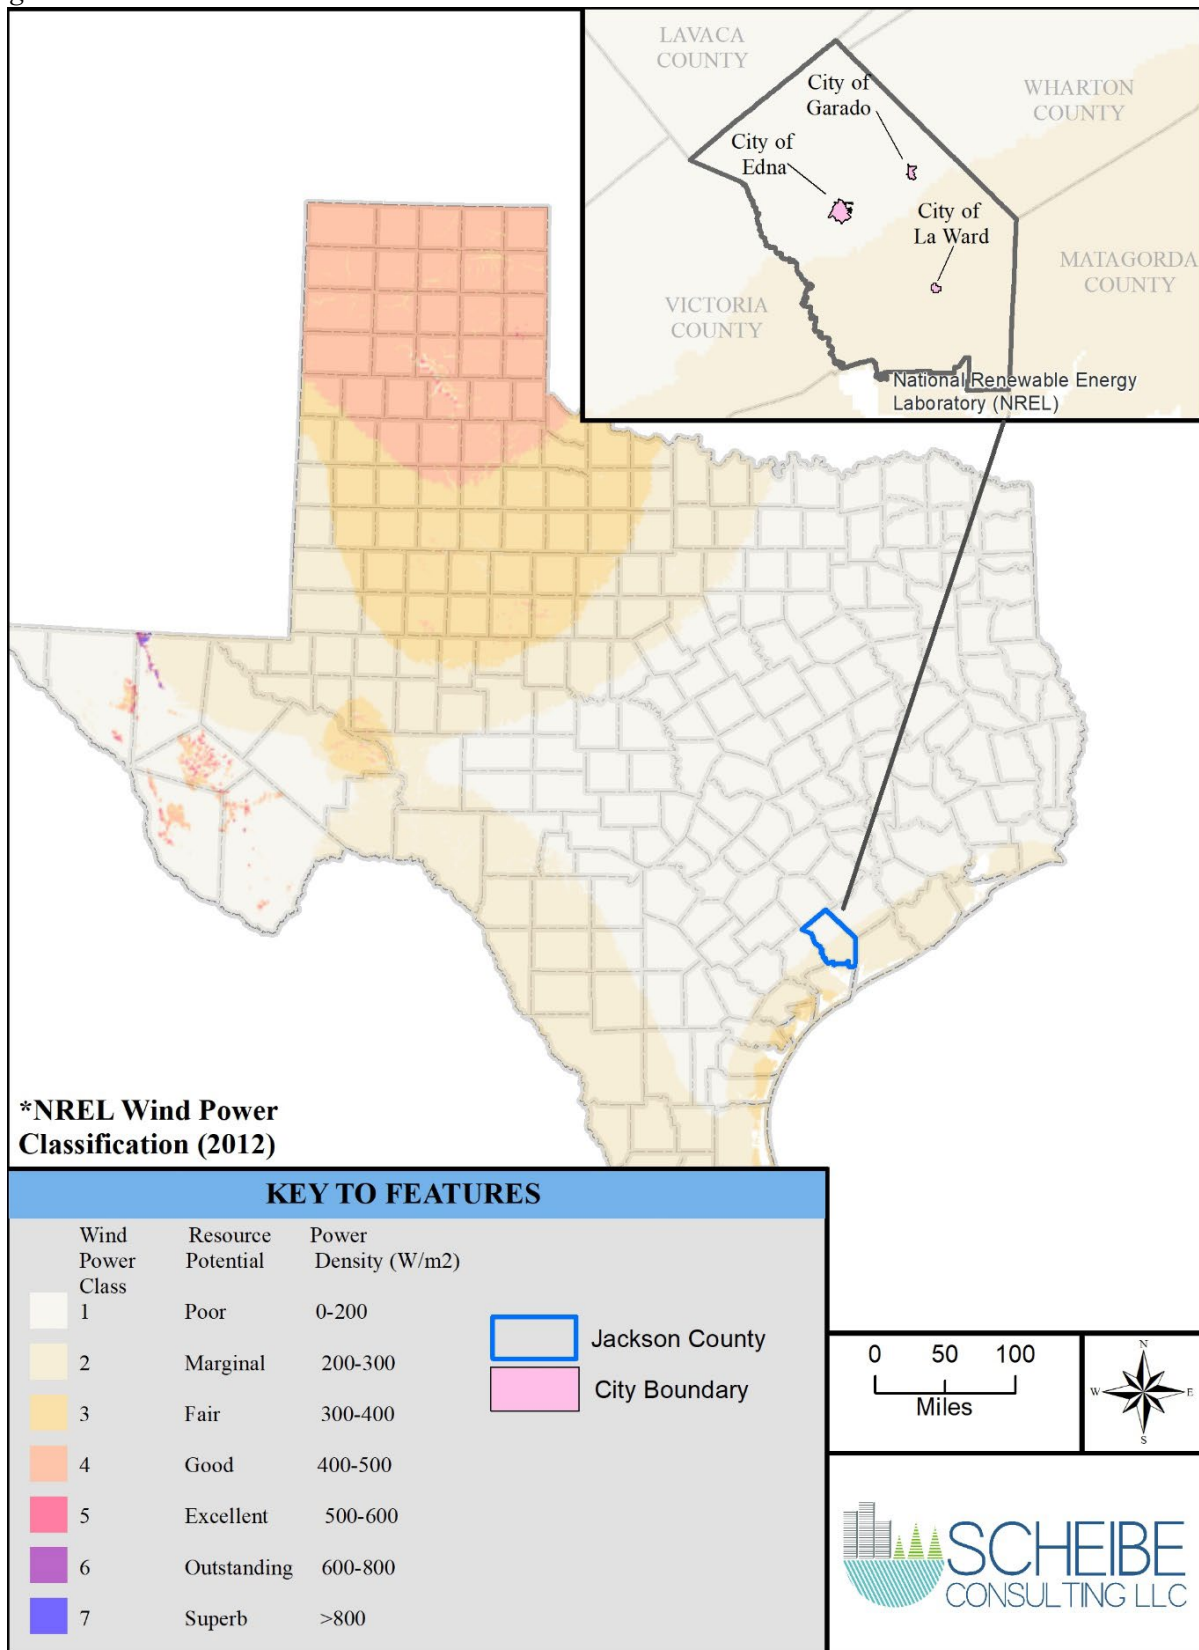 LAVACA
COUNTY
City of
Garado
WHARTON
COUNTY
City of
Edna
City of
La Ward
MATAGORDA
COUNTY
VICTORIA
COUNTY
National Renewable Energy
Laboratory (NREL)
*NREL Wind Power
Classification (2012)
KEY TO FEATURES
Wind Power Class Resource Potential Power Density (W/m2)
1 Poor 0-200
2 Marginal 200-300
3 Fair 300-400
4 Good 400-500
5 Excellent 500-600
6 Outstanding 600-800
7 Superb >800
Jackson County
City Boundary
0 50 100
Miles
N
W E
S
SCHEIBE
CONSULTING LLC